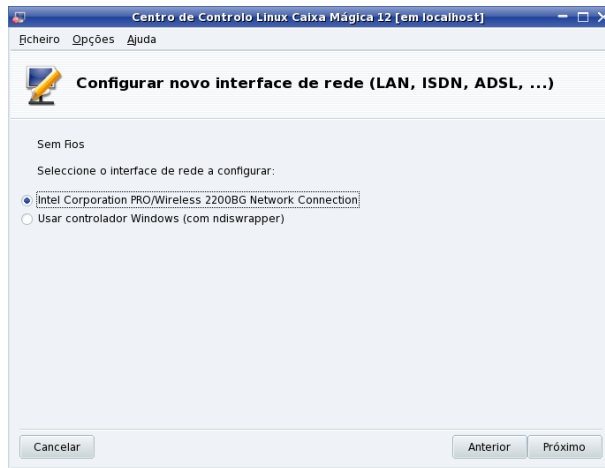 Centro de Controlo Linux Caixa Mágica 12 [em localhost]
Ficheiro Opções Ajuda
Configurar novo interface de rede (LAN, ISDN, ADSL, ...)
Sem Fios
Seleccione o interface de rede a configurar:
Intel Corporation PRO/Wireless 2200BG Network Connection
Usar controlador Windows (com ndiswrapper)
Cancelar Anterior Próximo